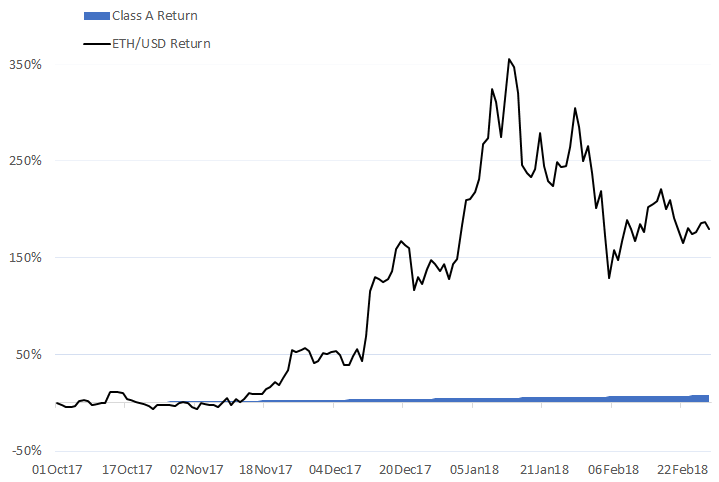 Class A Return
ETH/USD Return
350%
250%
150%
50%
-50%
01Oct17 17Oct17 02Nov17 18Nov17 04Dec17 20Dec17 05Jan18 21Jan18 06Feb18 22Feb18